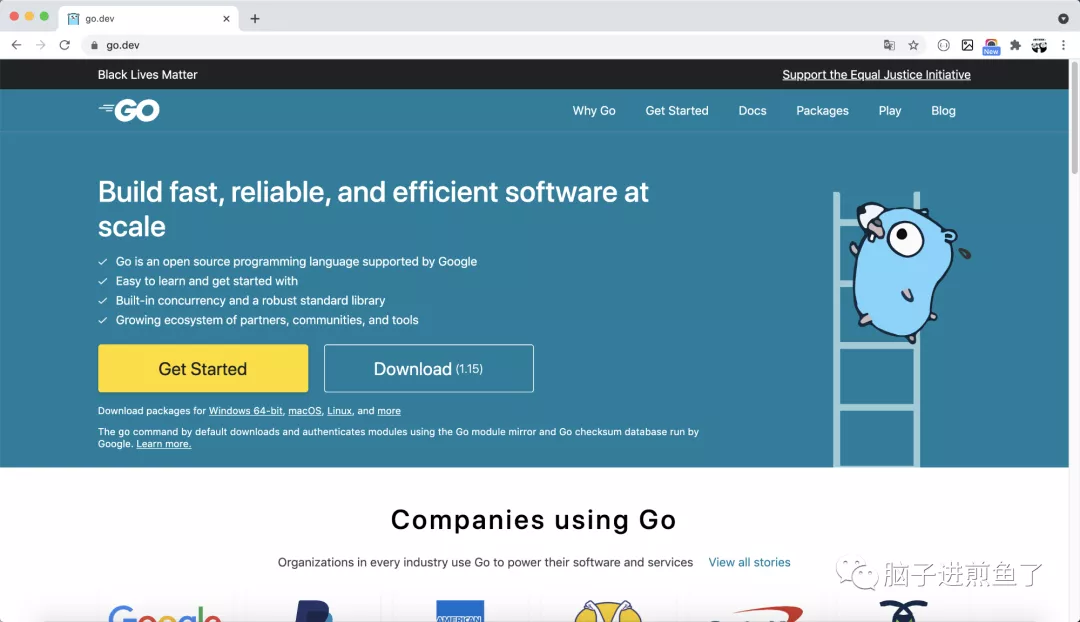 go.dev
go.dev
New
Black Lives Matter
Support the Equal Justice Initiative
GO
Why Go
Get Started
Docs
Packages
Play
Blog
Build fast, reliable, and efficient software at
scale
Go is an open source programming language supported by Google
Easy to learn and get started with
Built-in concurrency and a robust standard library
Growing ecosystem of partners, communities, and tools
Get Started
Download (1.15)
Download packages for Windows 64-bit, macOS, Linux, and more
The go command by default downloads and authenticates modules using the Go module mirror and Go checksum database run by
Google. Learn more.
Companies using Go
Organizations in every industry use Go to power their software and services View all stories
脑子进煎鱼了
Google
AMERICAN